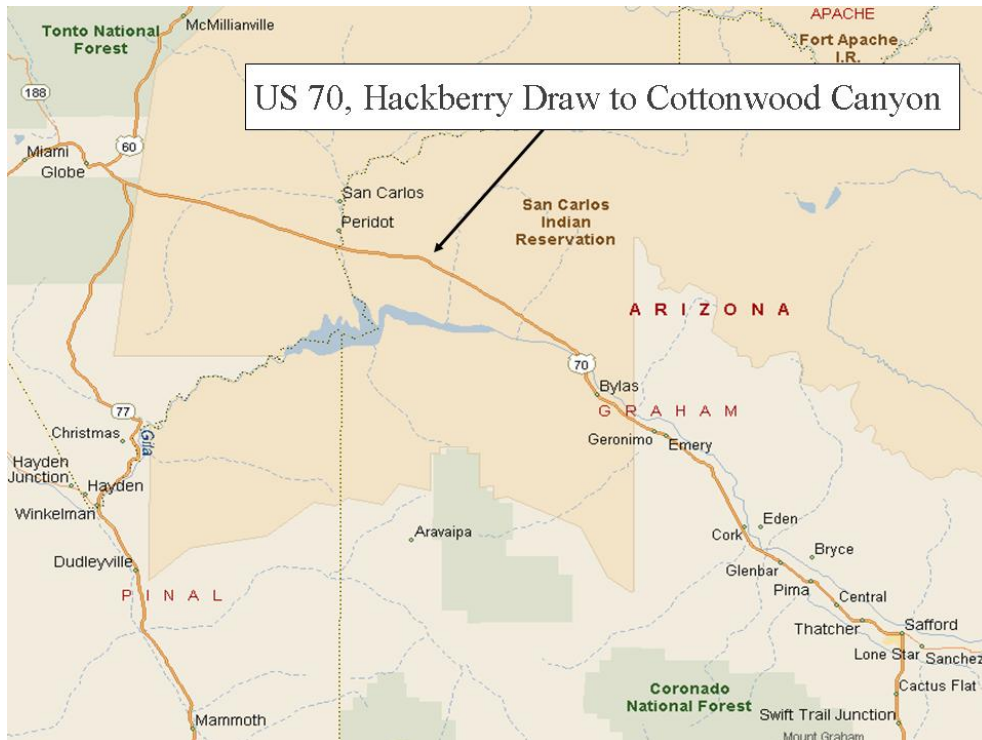 APACHE
Tonto National
Forest
McMillianville
Fort Apache
I.R.
US 70, Hackberry Draw to Cottonwood Canyon
188
60
Miami
Globe
San Carlos
Peridot
San Carlos
Indian
Reservation
ARIZONA
70
Bylas
GRAHAM
77
Christmas
Gila
Geronimo
Emery
Hayden
Junction
Hayden
Winkelman
Aravaipa
Eden
Cork
Bryce
Dudleyville
Glenbar
Pima
PINAL
Central
Thatcher
Safford
Lone Star
Sanchez
Coronado
National Forest
Cactus Flat
Swift Trail Junction
Mammoth
Mount Graham